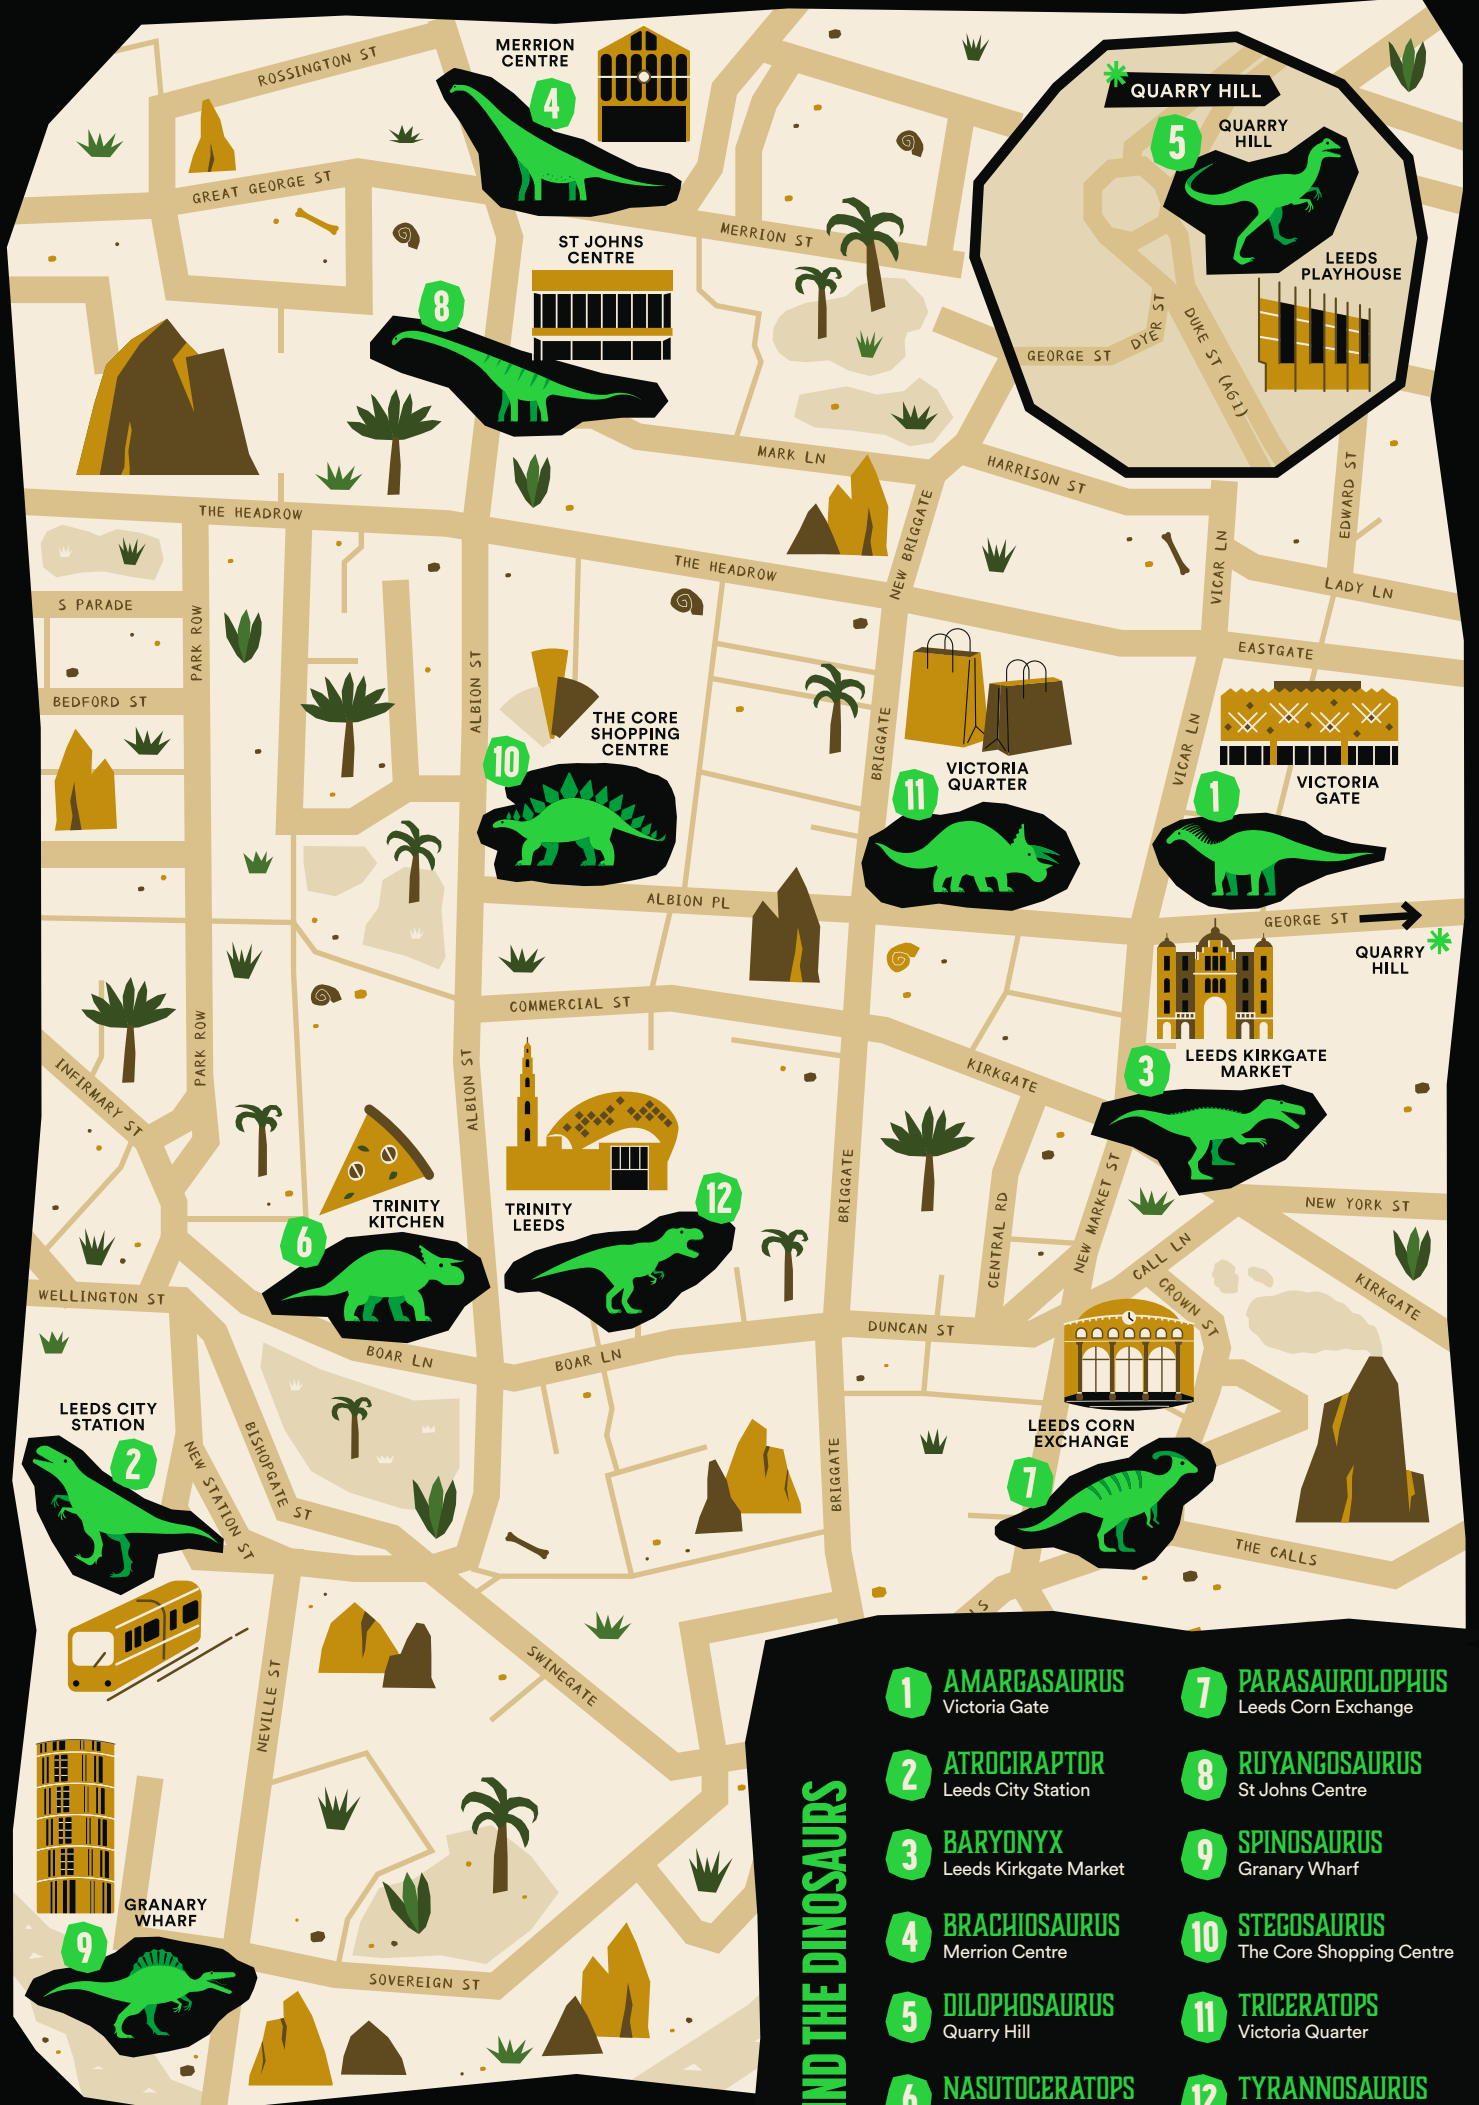 ROSSINGTON ST
MERRION
CENTRE
4
QUARRY HILL
5
QUARRY
HILL
GREAT GEORGE ST
MERRION ST
ST JOHNS
CENTRE
LEEDS
PLAYHOUSE
8
DYER ST
DUKE ST (A61)
GEORGE ST
MARK LN
HARRISON ST
EDWARD ST
THE HEADROW
NEW BRIGGATE
VICAR LN
THE HEADROW
LADY LN
S PARADE
PARK ROW
EASTGATE
ALBION ST
BEDFORD ST
BRIGGATE
VICAR LN
THE CORE
SHOPPING
CENTRE
10
VICTORIA
QUARTER
11
1
VICTORIA
GATE
ALBION PL
GEORGE ST
QUARRY
HILL
COMMERCIAL ST
PARK ROW
ALBION ST
INFIRMARY ST
KIRKGATE
LEEDS KIRKGATE
MARKET
3
BRIGGATE
NEW MARKET ST
CENTRAL RD
NEW YORK ST
TRINITY
KITCHEN
6
TRINITY
LEEDS
12
CALL LN
CROWN ST
KIRKGATE
WELLINGTON ST
DUNCAN ST
BOAR LN
BOAR LN
LEEDS CITY
STATION
2
BISHOPGATE ST
NEW STATION ST
BRIGGATE
LEEDS CORN
EXCHANGE
7
THE CALLS
LS
SWINEGATE
NEVILLE ST
GRANARY
WHARF
9
SOVEREIGN ST
IND THE DINOSAURS
1 AMARGASAURUS
Victoria Gate
2 ATROCIRAPTOR
Leeds City Station
3 BARYONYX
Leeds Kirkgate Market
4 BRACHIOSAURUS
Merrion Centre
5 DILOPHOSAURUS
Quarry Hill
6 NASUTOCERATOPS
7 PARASAUROLOPHUS
Leeds Corn Exchange
8 RUYANGOSAURUS
St Johns Centre
9 SPINOSAURUS
Granary Wharf
10 STEGOSAURUS
The Core Shopping Centre
11 TRICERATOPS
Victoria Quarter
12 TYRANNOSAURUS